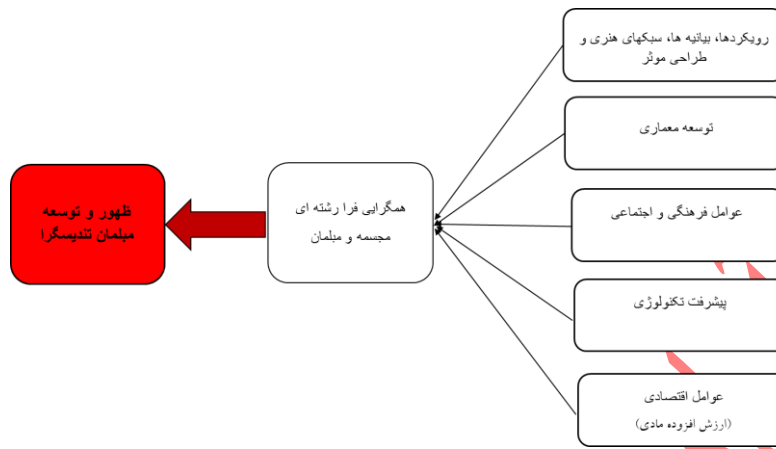 رویکردها، بیانیه ها، سبکهای هنری و
طراحی موثر
توسعه معماری
عوامل فرهنگی و اجتماعی
پیشرفت تکنولوژی
عوامل اقتصادی
(ارزش افزوده مادی)
همگرایی فرا رشته ای
مجسمه و مبلمان
ظهور و توسعه
مبلمان تندیسگرا